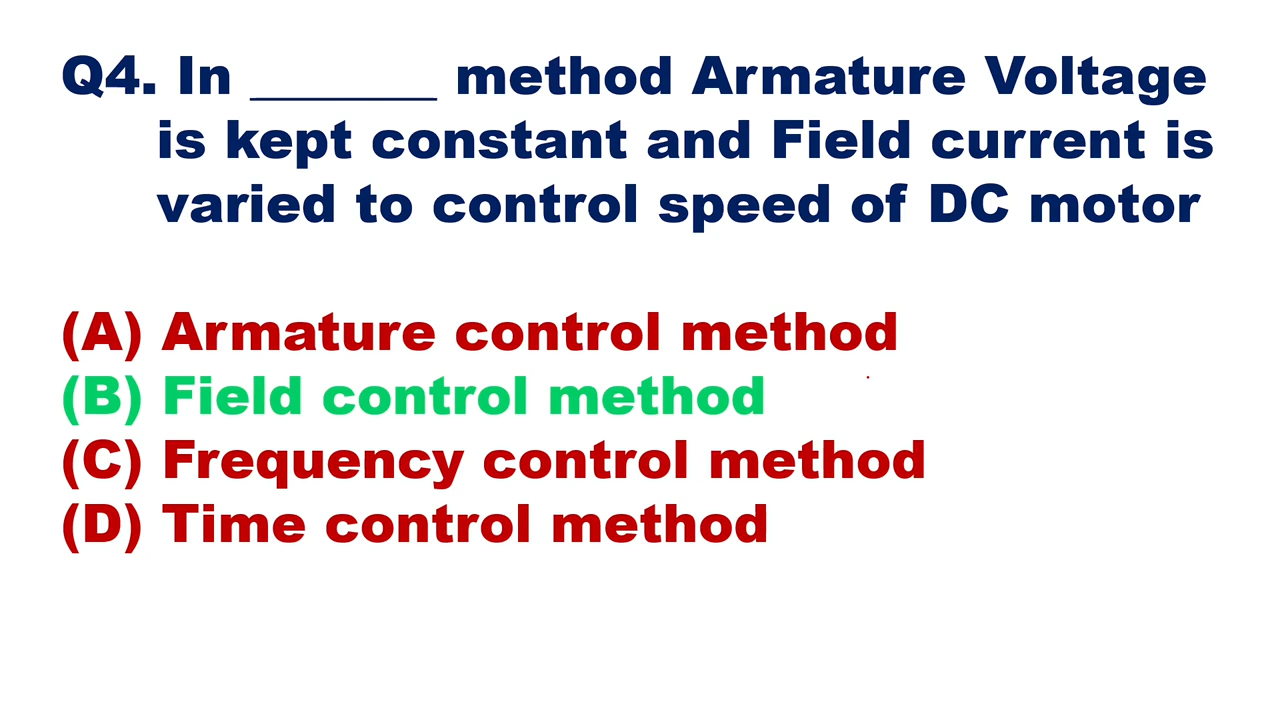 Q4. In _______ method Armature Voltage
is kept constant and Field current is
varied to control speed of DC motor
(A) Armature control method
(B) Field control method
(C) Frequency control method
(D) Time control method